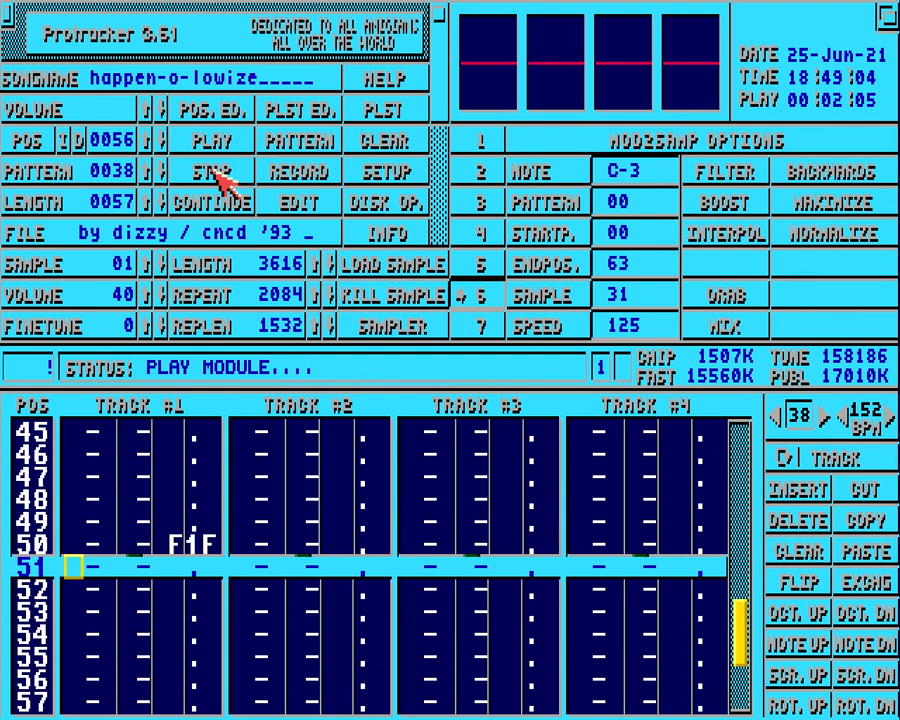 Protracker 3.61
DEDICATED TO ALL AMIGIANS
ALL OVER THE WORLD
DATE 25-Jun-21
TIME 18:49:04
PLAY 00:02:05
SONGNAME happen-o-lowize_____ HELP
VOLUME POS. ED. PLST ED. PLST
POS I D 0056 PLAY PATTERN CLEAR 1 MOD2SAMP OPTIONS
PATTERN 0038 STOP RECORD SETUP 2 NOTE C-3 FILTER BACKWARDS
LENGTH 0057 CONTINUE EDIT DISK OP. 3 PATTERN 00 BOOST MAXIMIZE
FILE by dizzy / cncd '93 _ INFO 4 STARTP. 00 INTERPOL NORMALIZE
SAMPLE 01 LENGTH 3616 LOAD SAMPLE 5 ENDPOS. 63
VOLUME 40 REPEAT 2084 KILL SAMPLE 6 SAMPLE 31 DRAB
FINETUNE 0 REPLEN 1532 SAMPLER 7 SPEED 125 MIX
! STATUS: PLAY MODULE.... 1 CHIP 1507K TUNE 158186
FAST 15560K PUBL 17010K
POS TRACK #1 TRACK #2 TRACK #3 TRACK #4
38 152 BPM
45 - - . - - . - - . - - .
46 - - . - - . - - . - - .
TRACK
47 - - . - - . - - . - - .
48 - - . - - . - - . - - .
INSERT CUT
49 - - . - - . - - . - - .
DELETE COPY
50 - - F1F - - . - - . - - .
CLEAR PASTE
51 - - . - - . - - . - - .
FLIP EXCHG
52 - - . - - . - - . - - .
53 - - . - - . - - . - - .
OCT. UP OCT. DN
54 - - . - - . - - . - - .
NOTE UP NOTE DN
55 - - . - - . - - . - - .
56 - - . - - . - - . - - .
SCR. UP SCR. DN
57 - - . - - . - - . - - .
ROT. UP ROT. DN